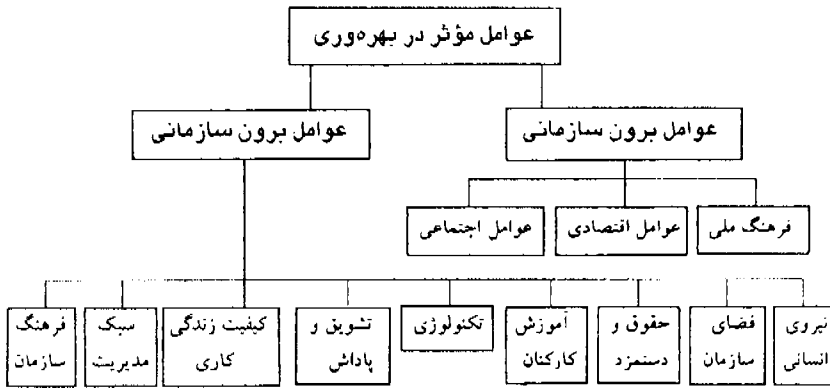 عوامل مؤثر در بهره‌وری
عوامل برون سازمانی
عوامل برون سازمانی
فرهنگ ملی
عوامل اقتصادی
عوامل اجتماعی
نیروی
انسانی
فضای
سازمان
حقوق و
دستمزد
آموزش
کارکنان
تکنولوژی
تشویق و
پاداش
کیفیت زندگی
کاری
سبک
مدیریت
فرهنگ
سازمان